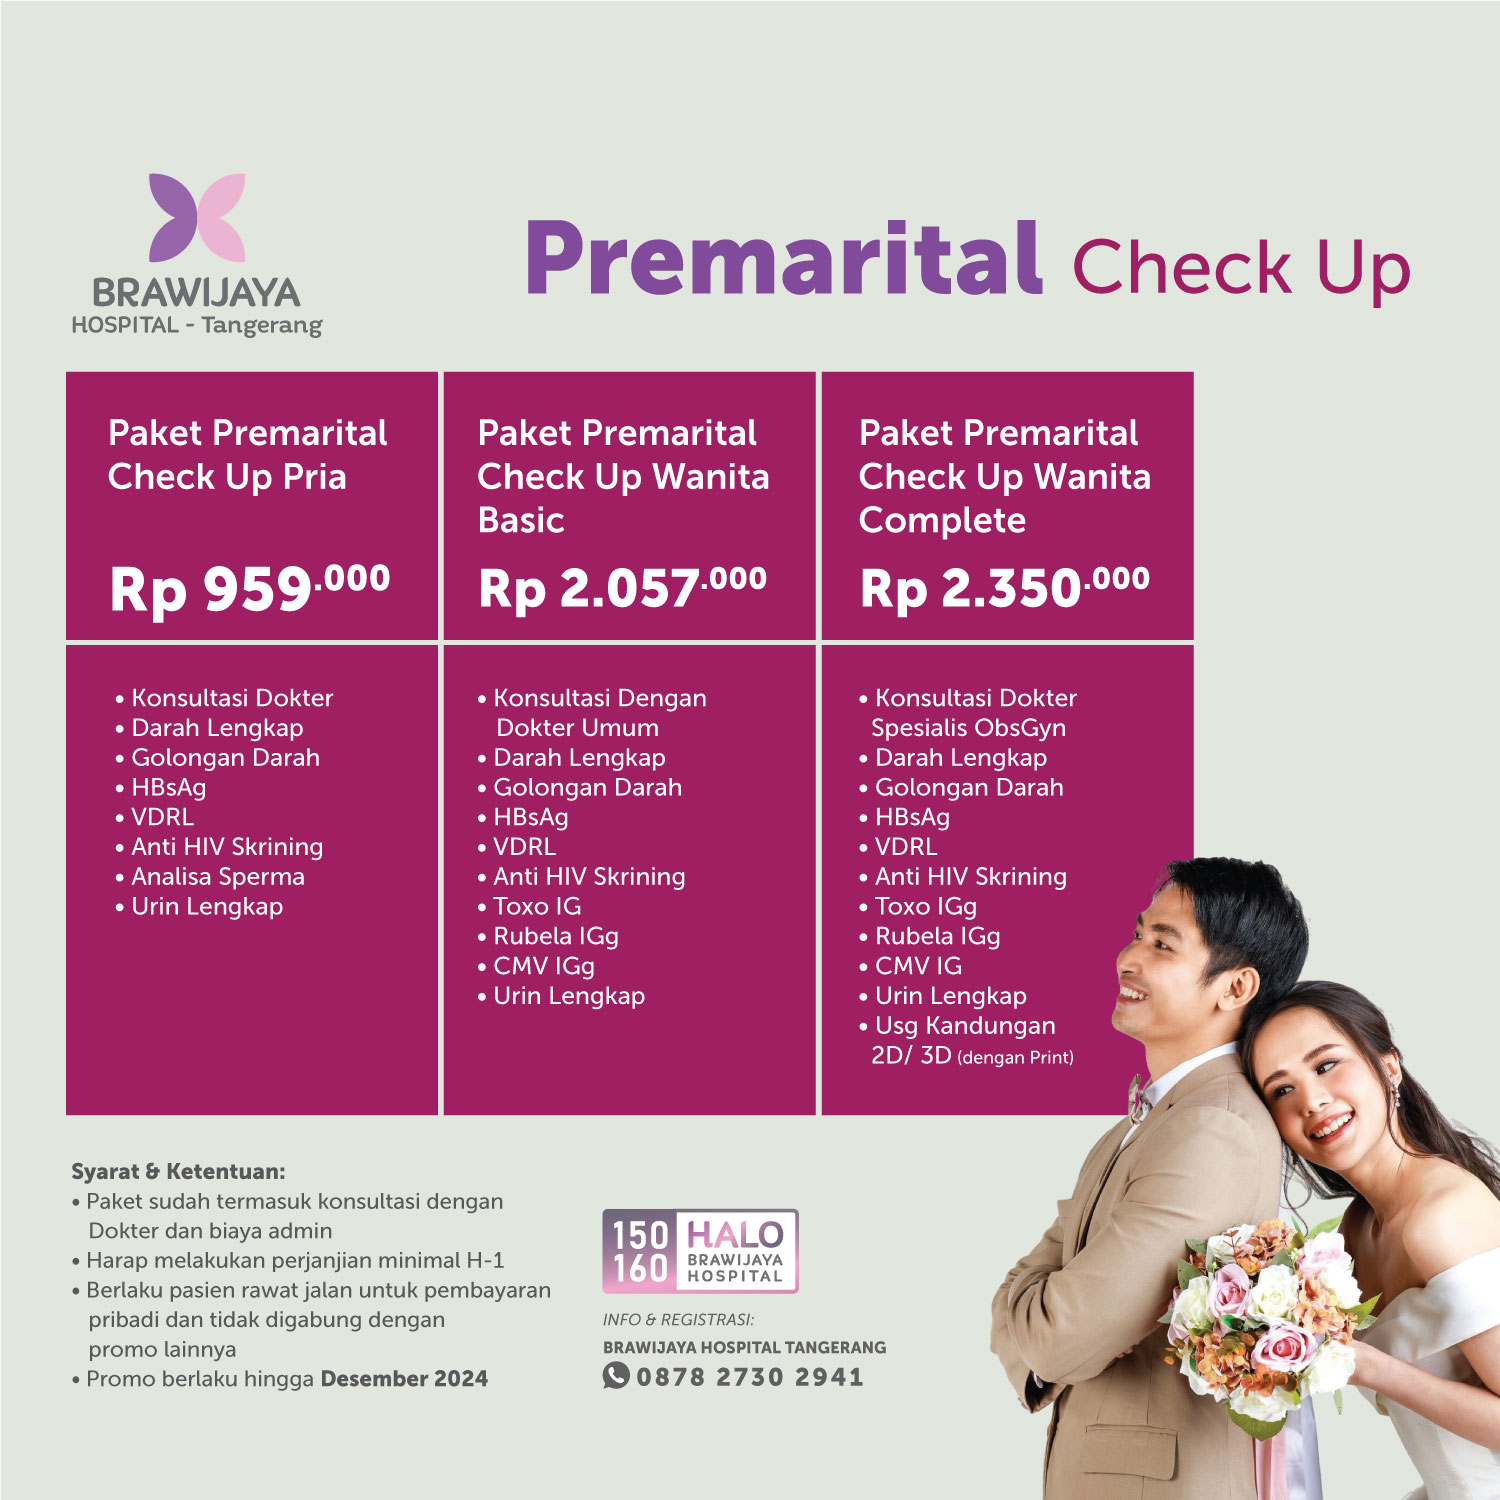 BRAWIJAYA
HOSPITAL - Tangerang
Premarital Check Up
Paket Premarital
Check Up Pria
Rp 959.000
Paket Premarital
Check Up Wanita
Basic
Rp 2.057.000
Paket Premarital
Check Up Wanita
Complete
Rp 2.350.000
• Konsultasi Dokter
• Darah Lengkap
• Golongan Darah
• HBsAg
• VDRL
• Anti HIV Skrining
• Analisa Sperma
• Urin Lengkap
• Konsultasi Dengan
Dokter Umum
• Darah Lengkap
• Golongan Darah
• HBsAg
• VDRL
• Anti HIV Skrining
• Toxo IG
• Rubela IGg
• CMV IGg
• Urin Lengkap
• Konsultasi Dokter
Spesialis ObsGyn
• Darah Lengkap
• Golongan Darah
• HBsAg
• VDRL
• Anti HIV Skrining
• Toxo IGg
• Rubela IGg
• CMV IG
• Urin Lengkap
• Usg Kandungan
2D/ 3D (dengan Print)
Syarat & Ketentuan:
• Paket sudah termasuk konsultasi dengan
Dokter dan biaya admin
• Harap melakukan perjanjian minimal H-1
• Berlaku pasien rawat jalan untuk pembayaran
pribadi dan tidak digabung dengan
promo lainnya
• Promo berlaku hingga Desember 2024
150
160
HALO
BRAWIJAYA
HOSPITAL
INFO & REGISTRASI:
BRAWIJAYA HOSPITAL TANGERANG
0878 2730 2941